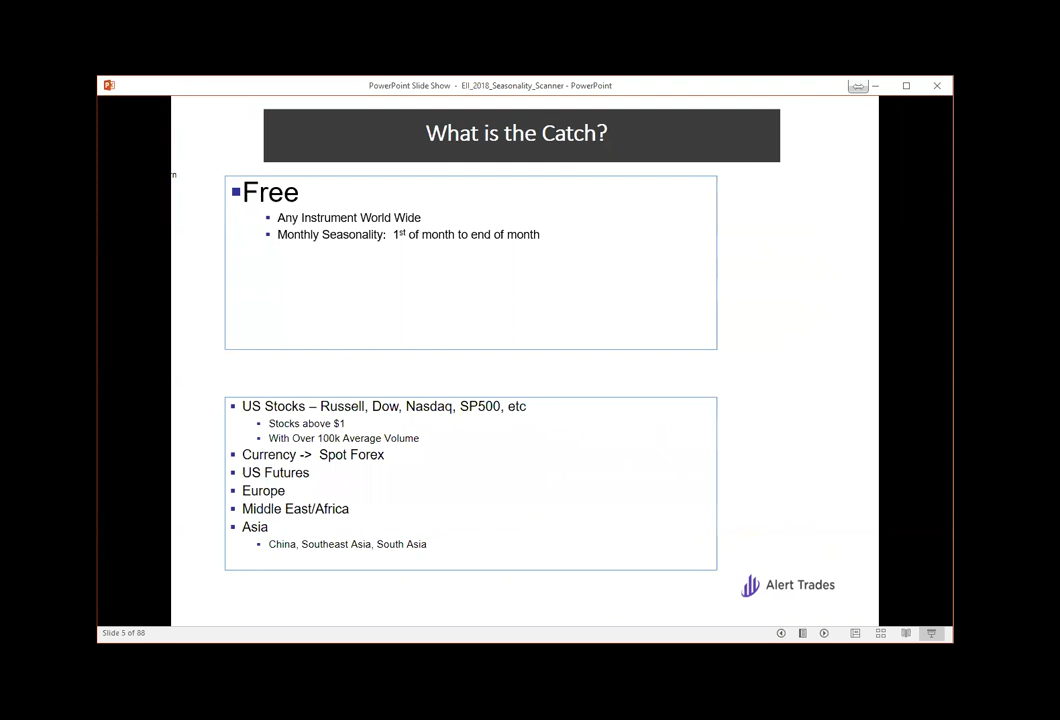 PowerPoint Slide Show - Ell_2018_Seasonality_Scanner - PowerPoint
What is the Catch?
rn
Free
Any Instrument World Wide
Monthly Seasonality: 1st of month to end of month
US Stocks – Russell, Dow, Nasdaq, SP500, etc
Stocks above $1
With Over 100k Average Volume
Currency -> Spot Forex
US Futures
Europe
Middle East/Africa
Asia
China, Southeast Asia, South Asia
Alert Trades
Slide 5 of 88